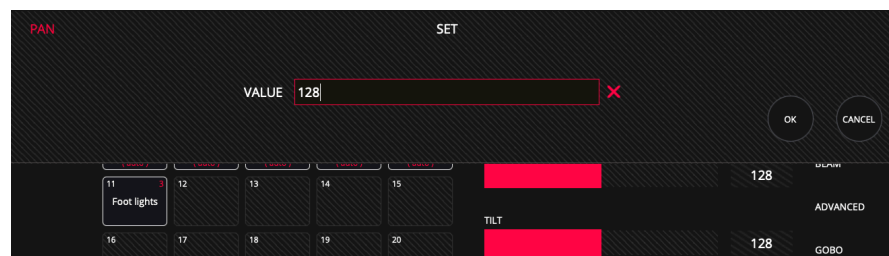 PAN
SET
VALUE 128
OK
CANCEL
128
BEAM
11 3 12 13 14 15
Foot lights
ADVANCED
TILT
16 17 18 19 20
128
GOBO